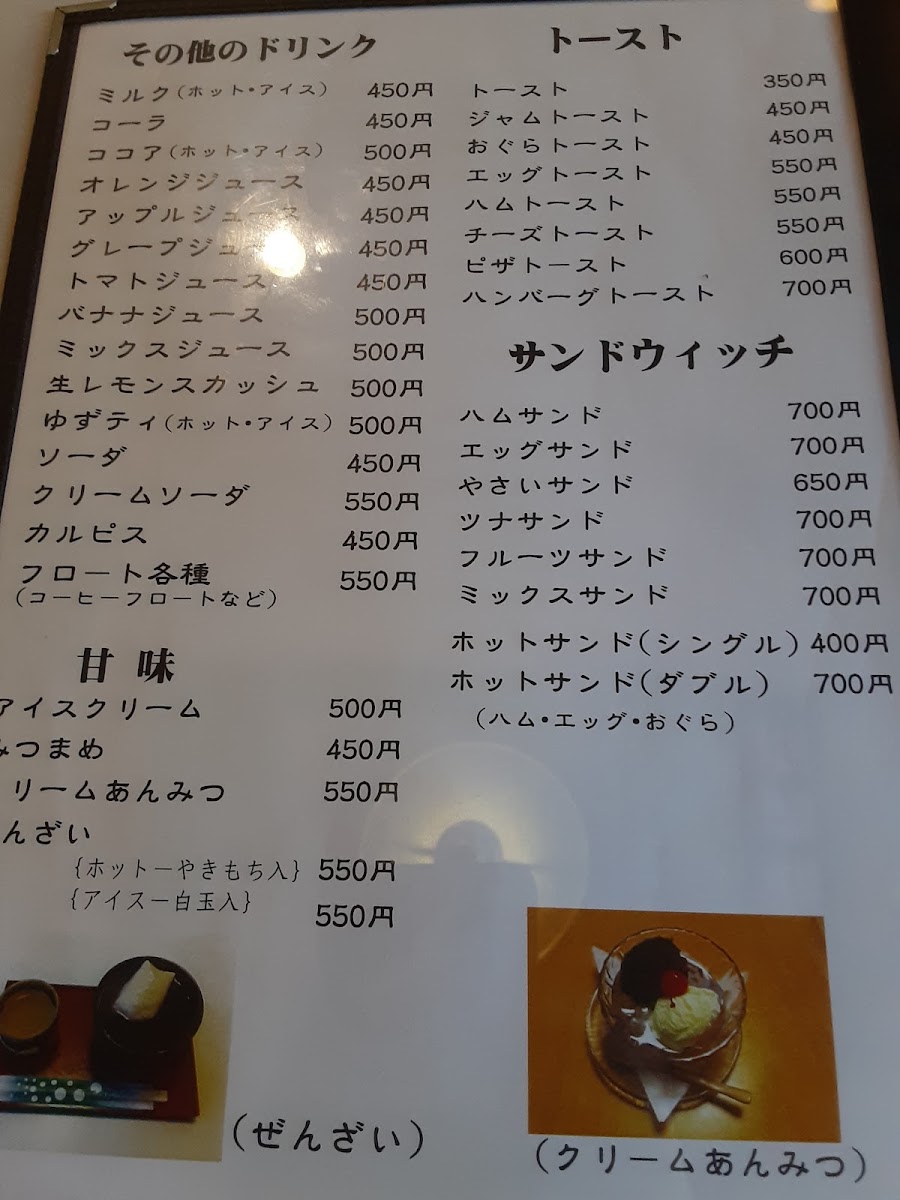 その他のドリンク
ミルク(ホット・アイス) 450円
コーラ 450円
ココア(ホット・アイス) 500円
オレンジジュース 450円
アップルジュース 450円
グレープジュース 450円
トマトジュース 450円
バナナジュース 500円
ミックスジュース 500円
生レモンスカッシュ 500円
ゆずティ(ホット・アイス) 500円
ソーダ 450円
クリームソーダ 550円
カルピス 450円
フロート各種 550円
(コーヒーフロートなど)
甘味
アイスクリーム 500円
みつまめ 450円
リームあんみつ 550円
んざい
{ホットーやきもち入} 550円
{アイスー白玉入} 550円
(ぜんざい)
トースト
トースト 350円
ジャムトースト 450円
おぐらトースト 450円
エッグトースト 550円
ハムトースト 550円
チーズトースト 550円
ピザトースト 600円
ハンバーグトースト 700円
サンドウィッチ
ハムサンド 700円
エッグサンド 700円
やさいサンド 650円
ツナサンド 700円
フルーツサンド 700円
ミックスサンド 700円
ホットサンド(シングル) 400円
ホットサンド(ダブル) 700円
(ハム・エッグ・おぐら)
(クリームあんみつ)